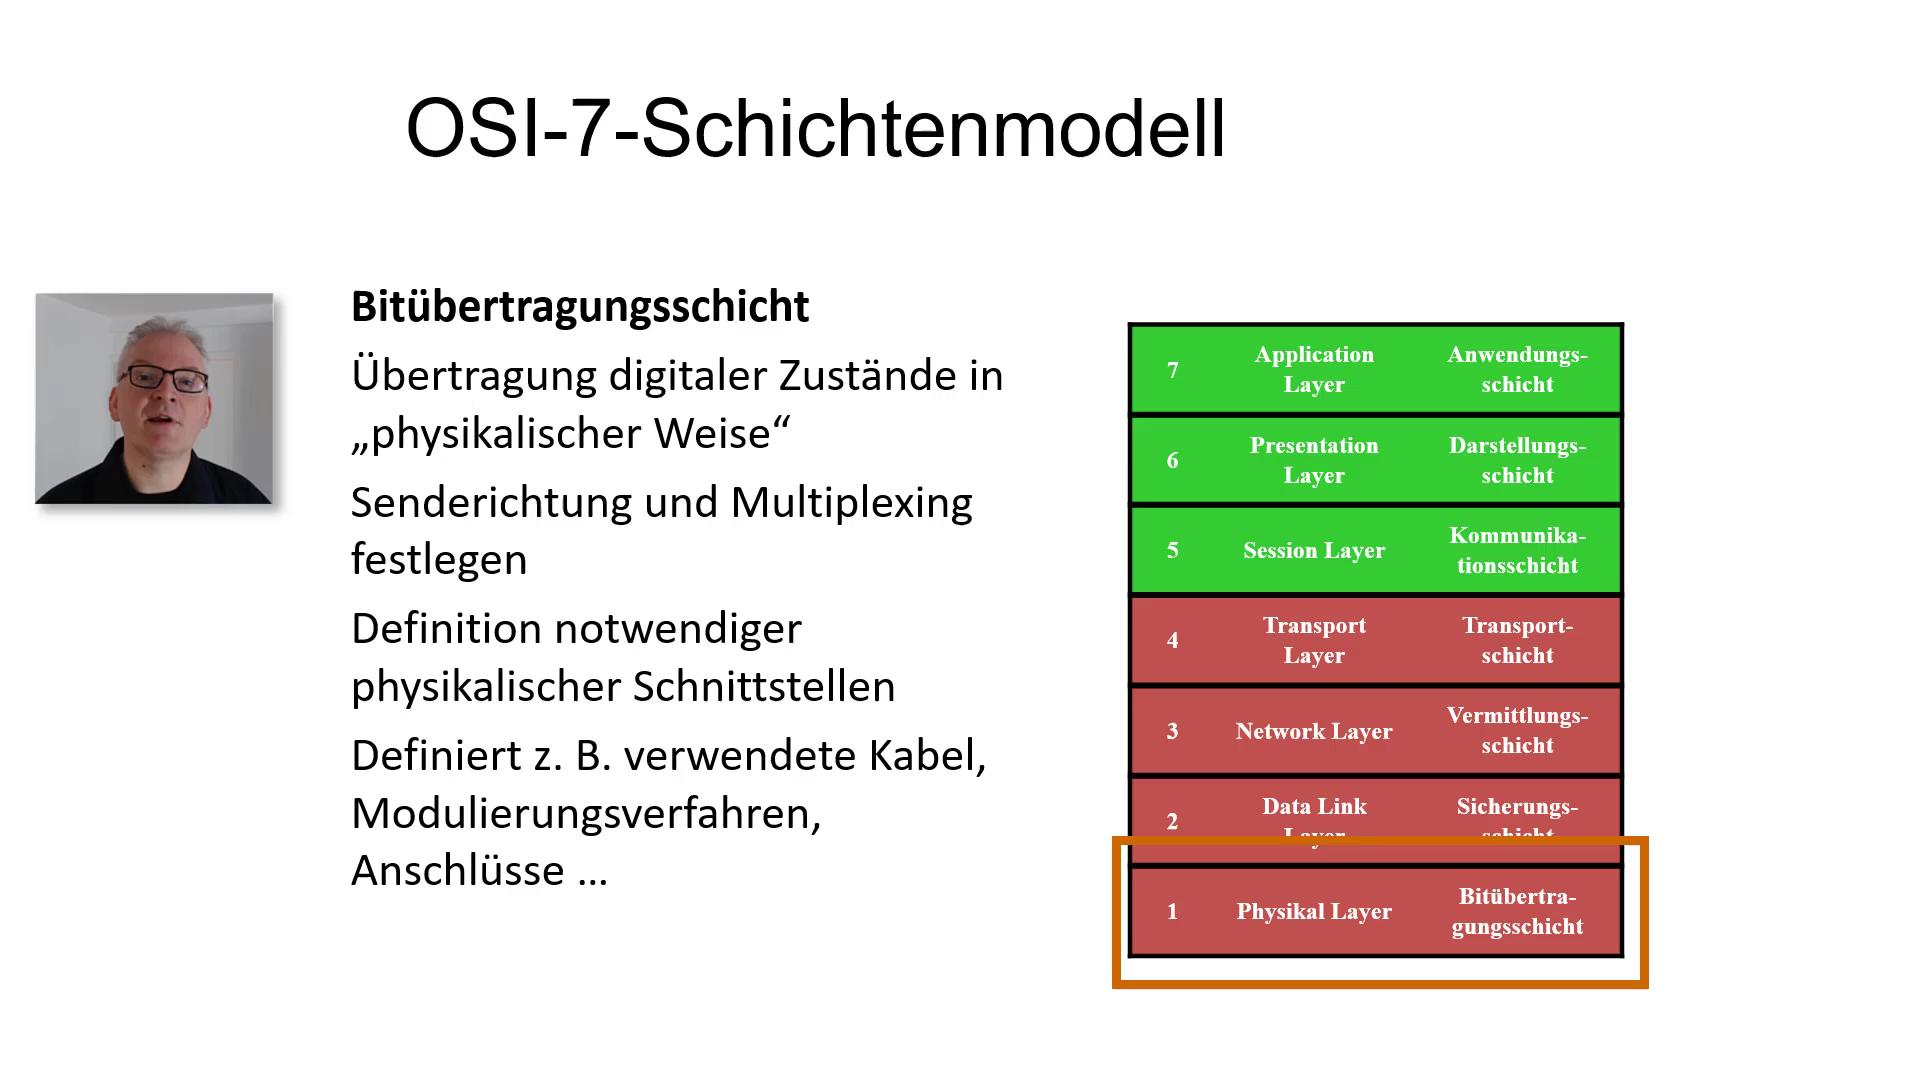 OSI-7-Schichtenmodell
Bitübertragungsschicht
Übertragung digitaler Zustände in
„physikalischer Weise“
Senderichtung und Multiplexing
festlegen
Definition notwendiger
physikalischer Schnittstellen
Definiert z. B. verwendete Kabel,
Modulierungsverfahren,
Anschlüsse …
7
Application
Layer
Anwendungs-
schicht
6
Presentation
Layer
Darstellungs-
schicht
5
Session Layer
Kommunika-
tionsschicht
4
Transport
Layer
Transport-
schicht
3
Network Layer
Vermittlungs-
schicht
2
Data Link
Layer
Sicherungs-
schicht
1
Physikal Layer
Bitübertra-
gungsschicht